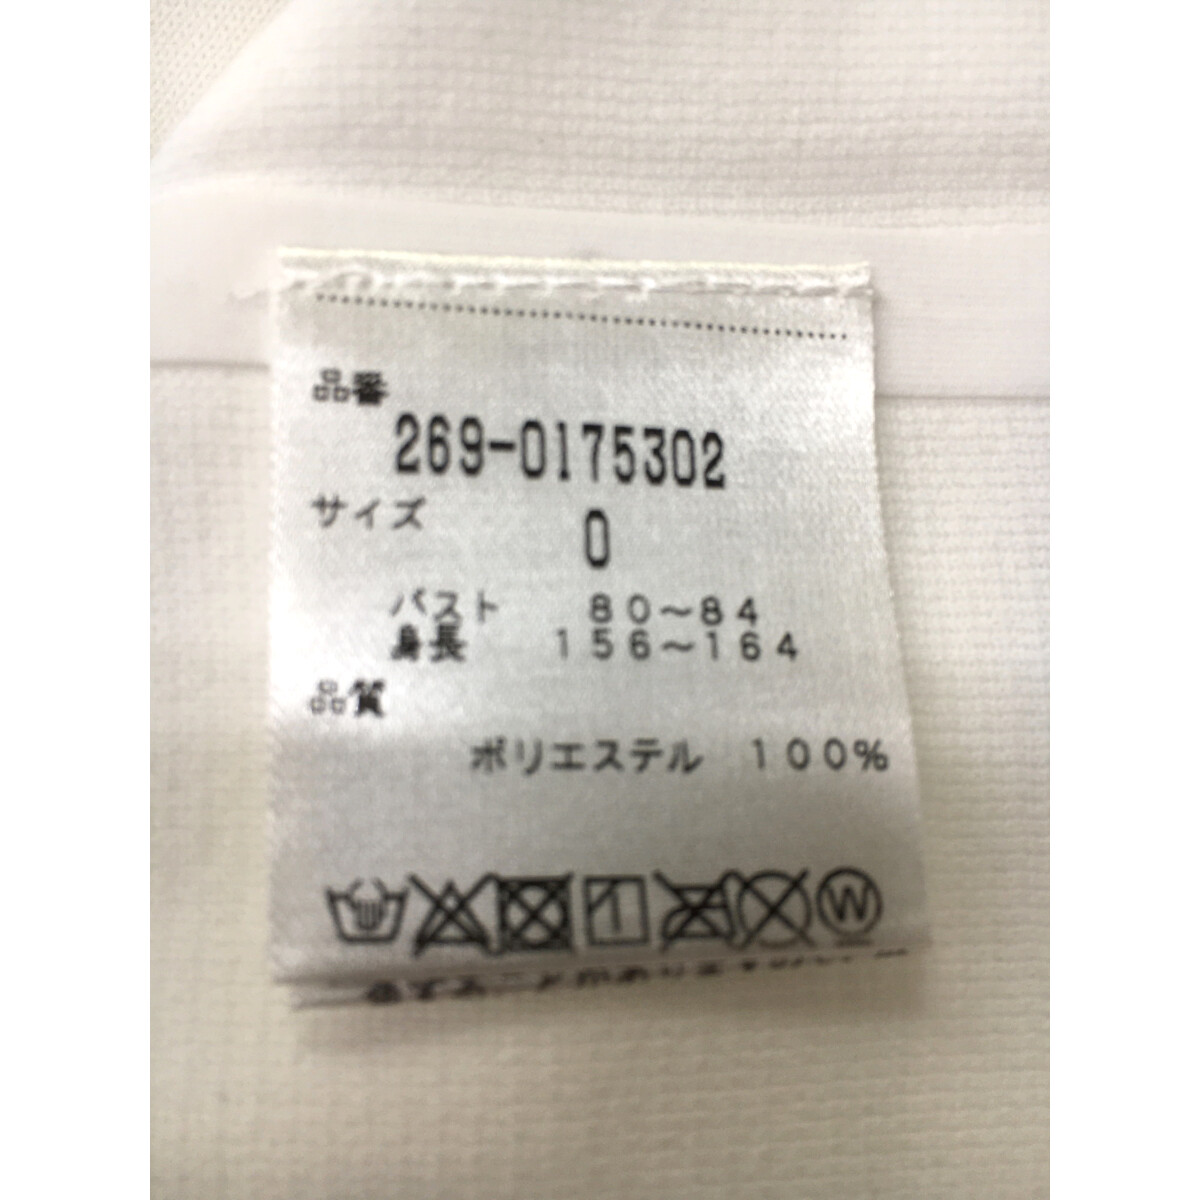 品番
269-0175302
サイズ
0
バスト 80～84
身長 156～164
品質
ポリエステル 100%
W